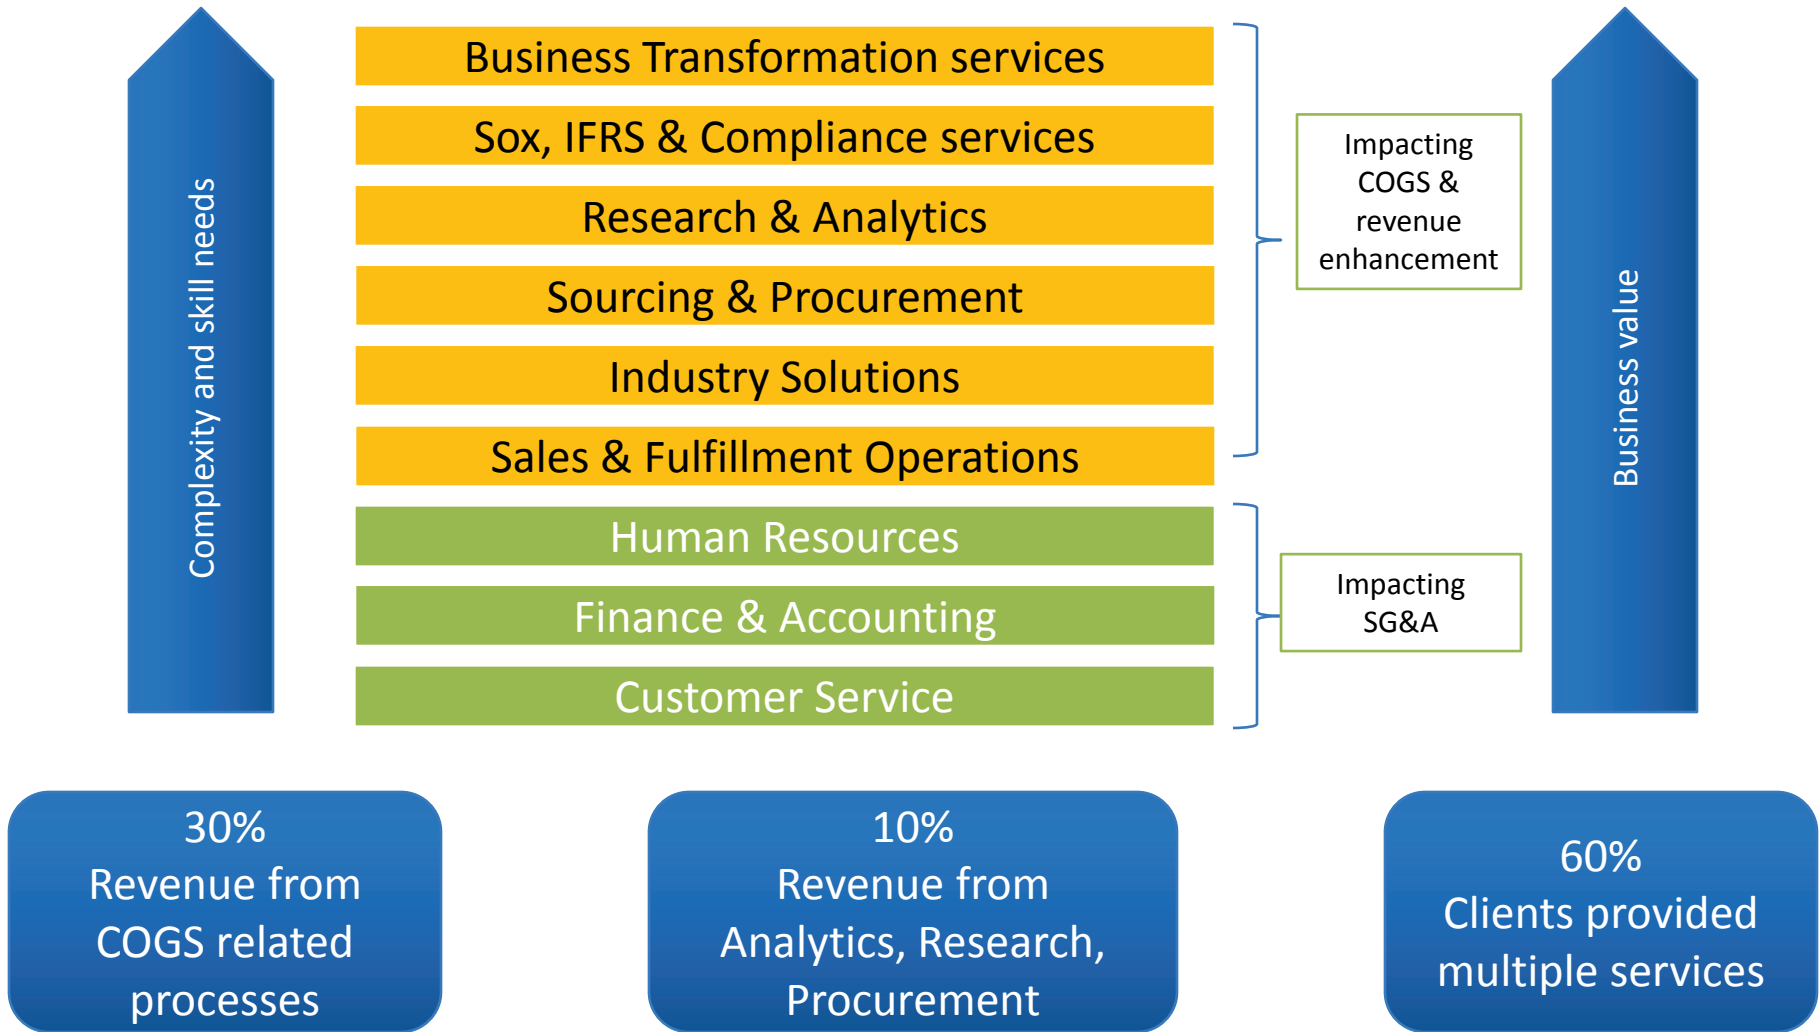 Complexity and skill needs
Business Transformation services
Sox, IFRS & Compliance services
Research & Analytics
Sourcing & Procurement
Industry Solutions
Sales & Fulfillment Operations
Human Resources
Finance & Accounting
Customer Service
Impacting
COGS &
revenue
enhancement
Impacting
SG&A
Business value
30%
Revenue from
COGS related
processes
10%
Revenue from
Analytics, Research,
Procurement
60%
Clients provided
multiple services